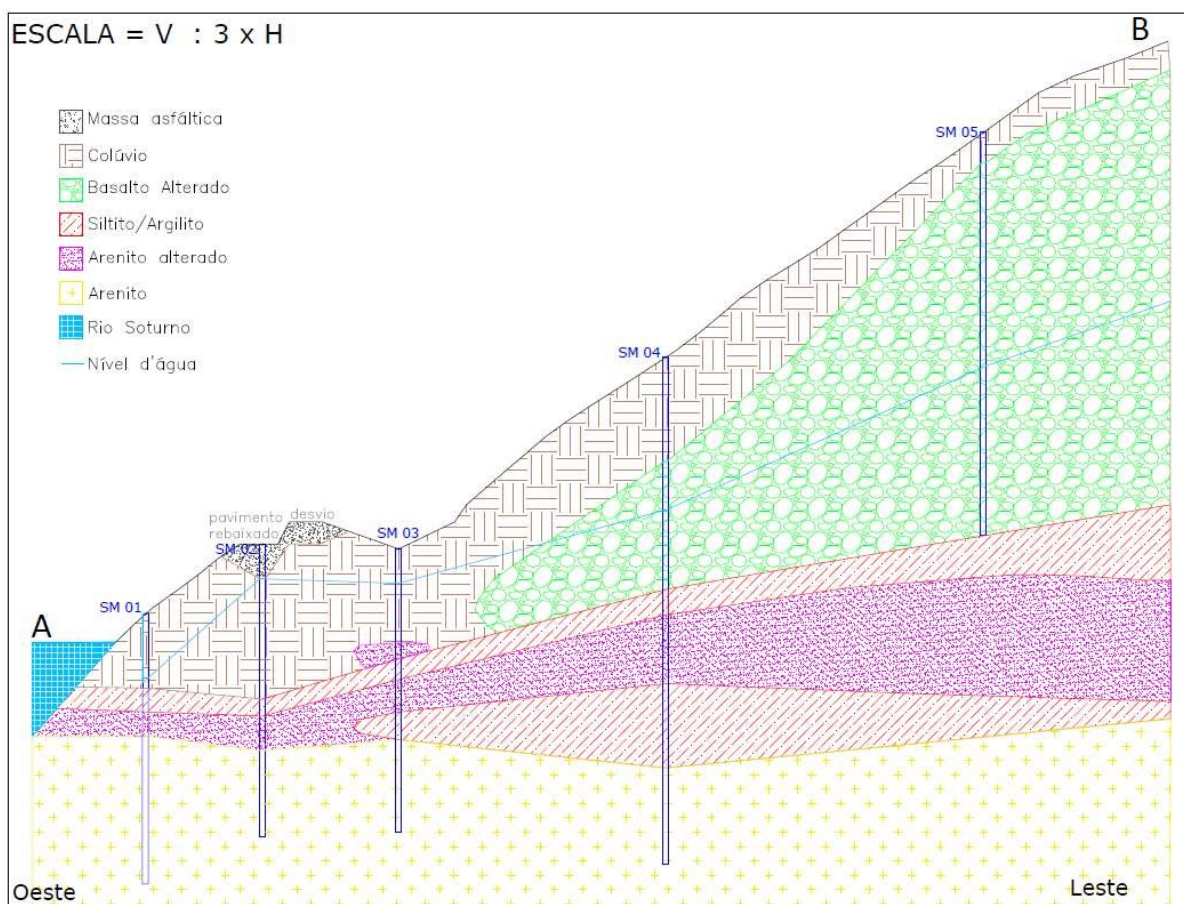 ESCALA = V : 3 x H
B
Massa asfáltica
Colúvio
Basalto Alterado
Siltito/Argilito
Arenito alterado
Arenito
Rio Soturno
Nível d'água
SM 05
SM 04
pavimento
rebaixado
desvio
SM 02
SM 03
SM 01
A
Oeste
Leste